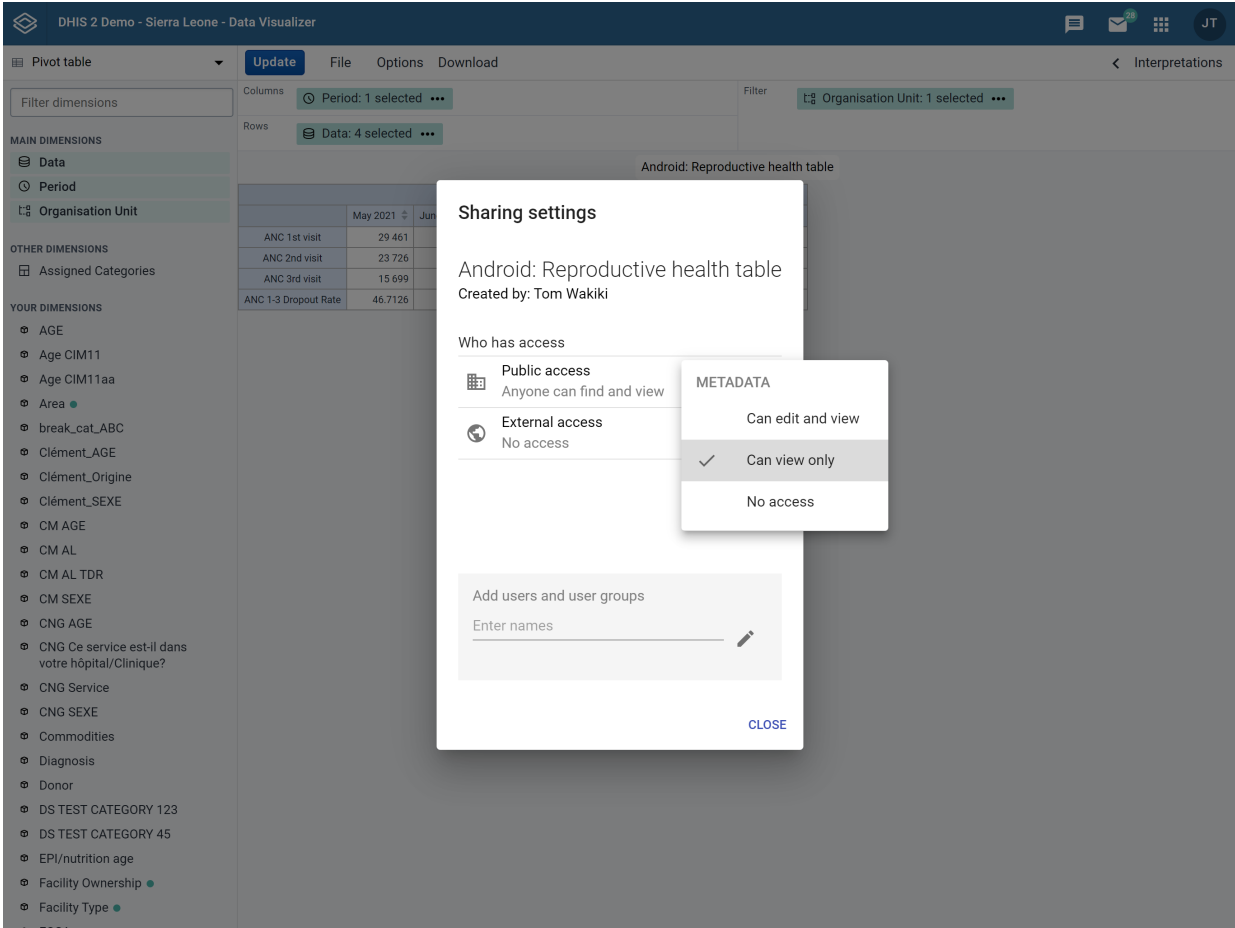 DHIS 2 Demo - Sierra Leone - Data Visualizer
28
JT
Pivot table
Update
File
Options
Download
Interpretations
Filter dimensions
Columns
Period: 1 selected
Filter
Organisation Unit: 1 selected
Rows
Data: 4 selected
MAIN DIMENSIONS
Data
Period
Organisation Unit
OTHER DIMENSIONS
Assigned Categories
YOUR DIMENSIONS
AGE
Age CIM11
Age CIM11aa
Area
break_cat_ABC
Clément_AGE
Clément_Origine
Clément_SEXE
CM AGE
CM AL
CM AL TDR
CM SEXE
CNG AGE
CNG Ce service est-il dans
votre hôpital/Clinique?
CNG Service
CNG SEXE
Commodities
Diagnosis
Donor
DS TEST CATEGORY 123
DS TEST CATEGORY 45
EPI/nutrition age
Facility Ownership
Facility Type
Android: Reproductive health table
May 2021 Jun
ANC 1st visit 29 461
ANC 2nd visit 23 726
ANC 3rd visit 15 699
ANC 1-3 Dropout Rate 46.7126
Sharing settings
Android: Reproductive health table
Created by: Tom Wakiki
Who has access
Public access
Anyone can find and view
External access
No access
METADATA
Can edit and view
Can view only
No access
Add users and user groups
Enter names
CLOSE